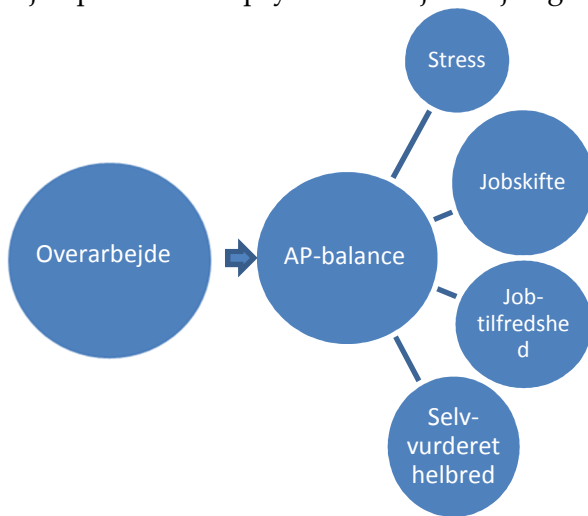 Stress
Jobskifte
Overarbejde
AP-balance
Job-
tilfredshe
d
Selv-
vurderet
helbred